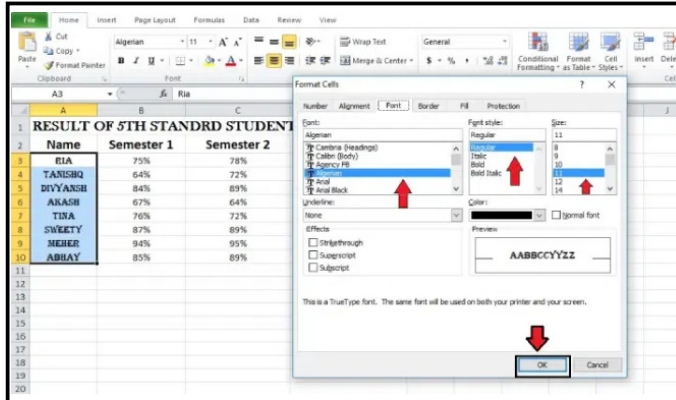 File Home Insert Page Layout Formulas Data Review View
Cut
Copy
Format Painter
Paste
Algerian 11 A A
B I U A
Wrap Text
Merge & Center
General
$ % ,
Conditional Formatting
Format as Table
Cell Styles
Insert Dele
Clipboard Font Cel
A3 fx Ria
A B C J
1 RESULT OF 5TH STANDRD STUDENT
2 Name Semester 1 Semester 2
3 RIA 75% 78%
4 TANISHQ 64% 72%
5 DIVYANSH 84% 89%
6 AKASH 67% 64%
7 TINA 76% 72%
8 SWEETY 87% 89%
9 MEHER 94% 95%
10 ABHAY 85% 89%
11
12
13
14
15
16
17
18
19
20
Format Cells ? X
Number Alignment Font Border Fill Protection
Font: Font style: Size:
Algerian Regular 11
Cambria (Headings) Regular 8
Calibri (Body) Italic 9
Agency FB Bold 10
Algerian Bold Italic 11
Arial 12
Arial Black 14
Underline: Color:
None Normal font
Effects Preview
Strikethrough
Superscript
Subscript
AABBCCYYZZ
This is a TrueType font. The same font will be used on both your printer and your screen.
OK Cancel